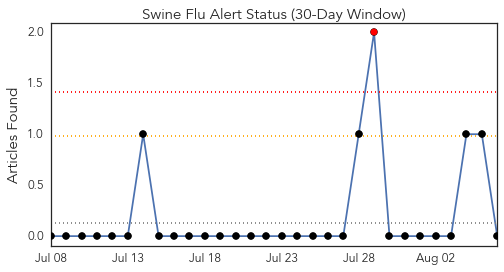 Swine Flu Alert Status (30-Day Window)
Articles Found
2.0
1.5
1.0
0.5
0.0
Jul 08 Jul 13 Jul 18 Jul 23 Jul 28 Aug 02